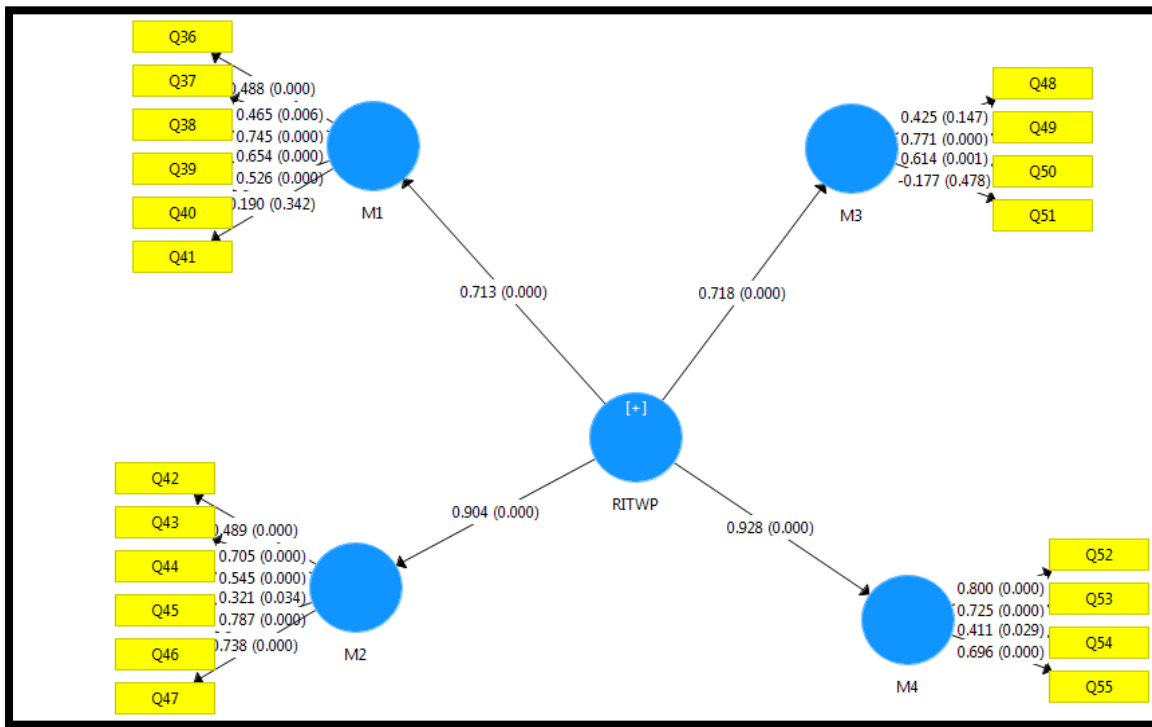 Q36
Q37
Q38
Q39
Q40
Q41
0.488 (0.000)
0.465 (0.006)
0.745 (0.000)
0.654 (0.000)
0.526 (0.000)
0.190 (0.342)
M1
Q48
Q49
Q50
Q51
0.425 (0.147)
0.771 (0.000)
0.614 (0.001)
-0.177 (0.478)
M3
0.713 (0.000)
0.718 (0.000)
[+]
RITWP
0.904 (0.000)
0.928 (0.000)
Q42
Q43
Q44
Q45
Q46
Q47
0.489 (0.000)
0.705 (0.000)
0.545 (0.000)
0.321 (0.034)
0.787 (0.000)
0.738 (0.000)
M2
Q52
Q53
Q54
Q55
0.800 (0.000)
0.725 (0.000)
0.411 (0.029)
0.696 (0.000)
M4